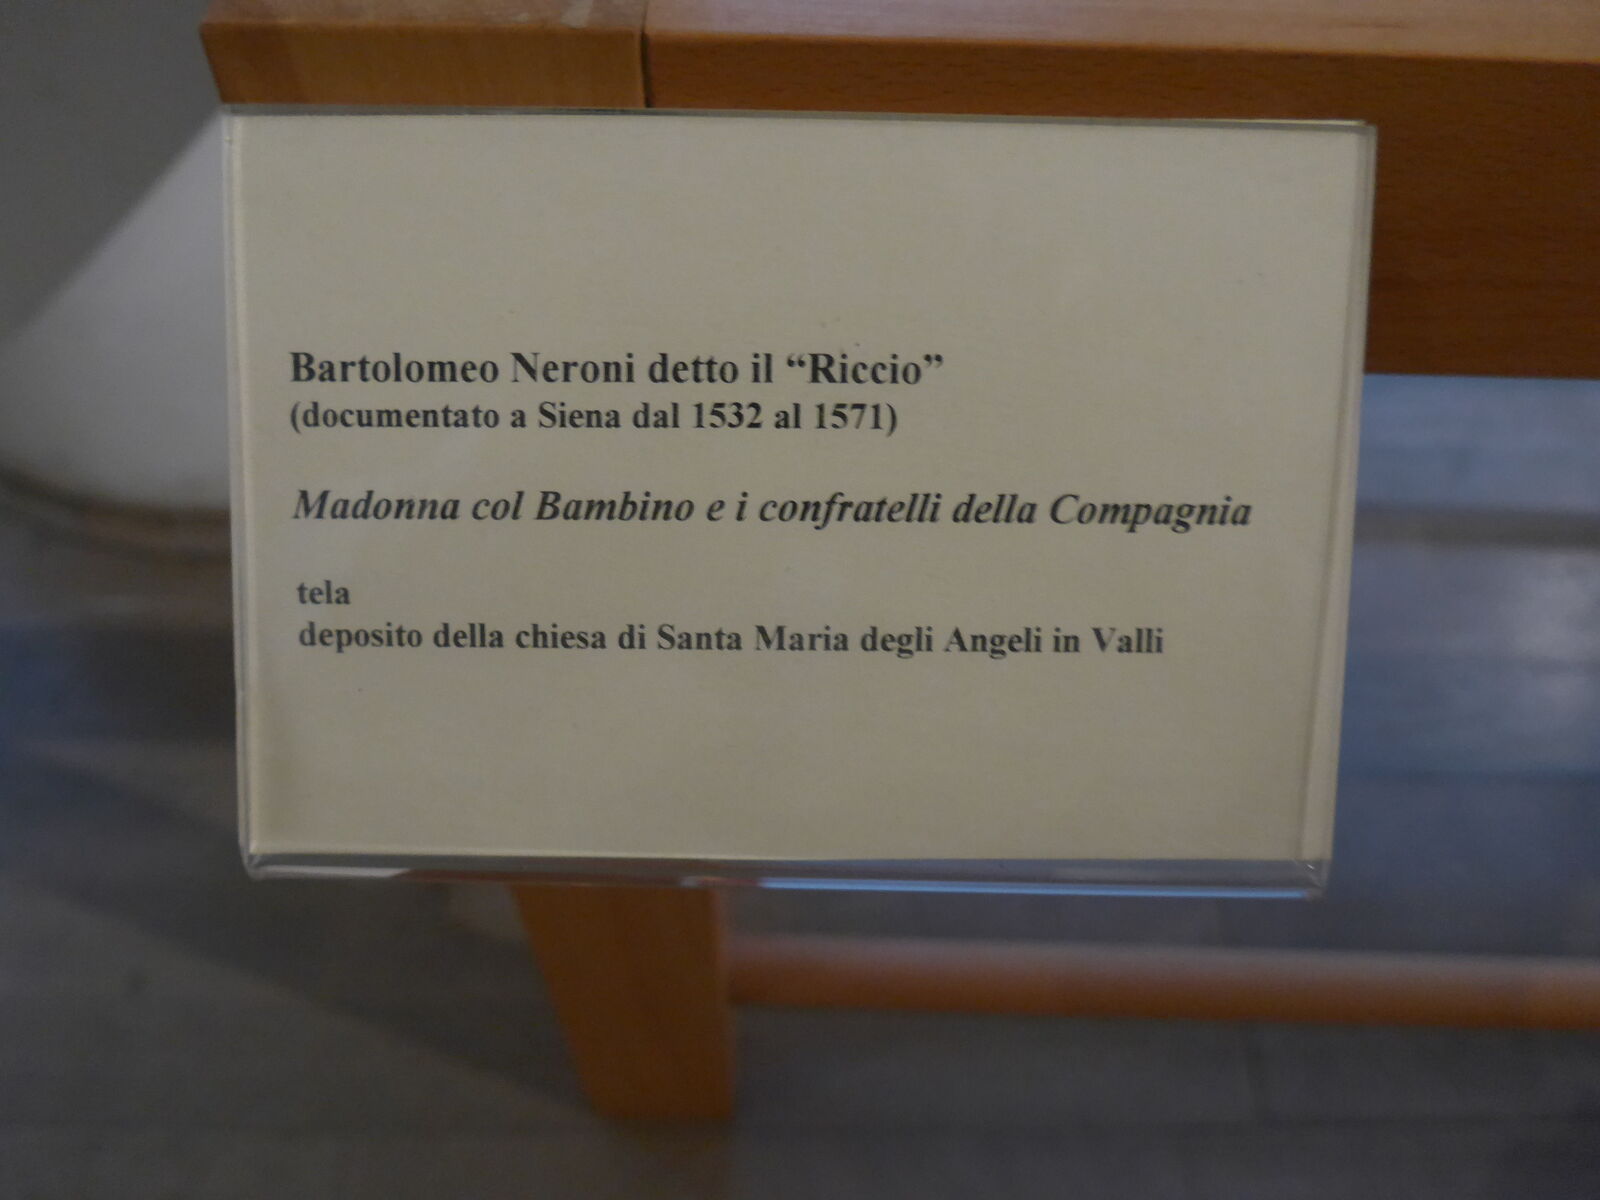 Bartolomeo Neroni detto il “Riccio”
(documentato a Siena dal 1532 al 1571)
Madonna col Bambino e i confratelli della Compagnia
tela
deposito della chiesa di Santa Maria degli Angeli in Valli